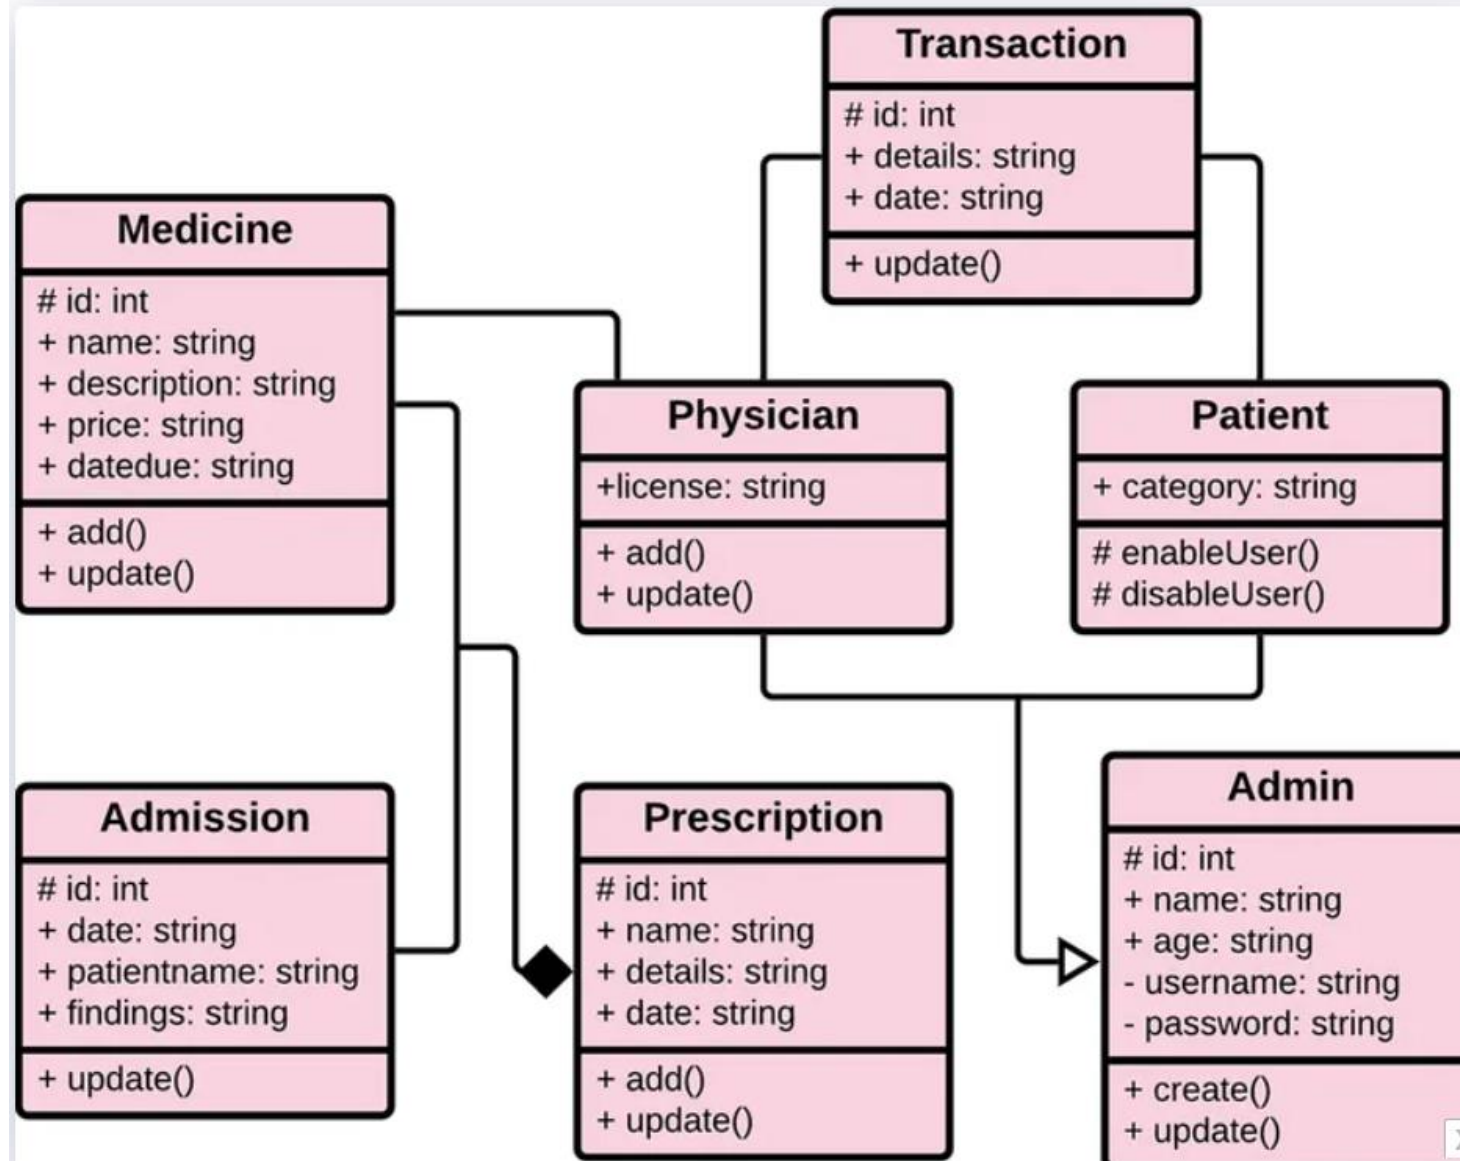 Transaction
# id: int
+ details: string
+ date: string
+ update()
Medicine
# id: int
+ name: string
+ description: string
+ price: string
+ datedue: string
+ add()
+ update()
Physician
+license: string
+ add()
+ update()
Patient
+ category: string
# enableUser()
# disableUser()
Admission
# id: int
+ date: string
+ patientname: string
+ findings: string
+ update()
Prescription
# id: int
+ name: string
+ details: string
+ date: string
+ add()
+ update()
Admin
# id: int
+ name: string
+ age: string
- username: string
- password: string
+ create()
+ update()